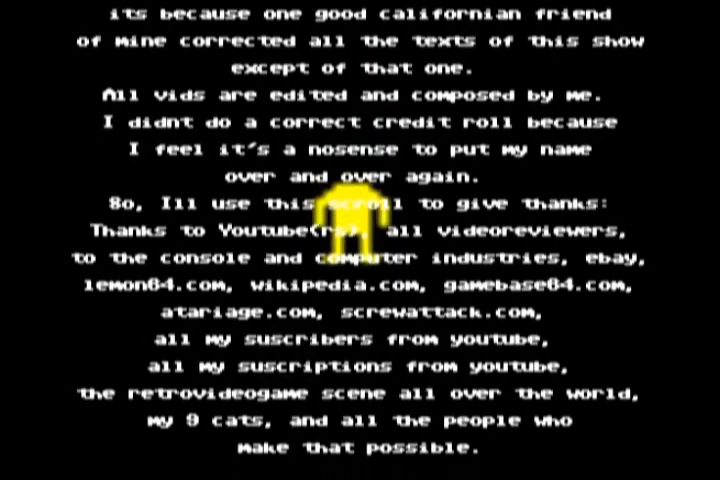 its because one good californian friend
of mine corrected all the texts of this show
except of that one.
All vids are edited and composed by me.
I didnt do a correct credit roll because
I feel it's a nosense to put my name
over and over again.
So, Ill use this scroll to give thanks:
Thanks to Youtube(rs), all videoreviewers,
to the console and computer industries, ebay,
lemon64.com, wikipedia.com, gamebase64.com,
atariage.com, screwattack.com,
all my suscribers from youtube,
all my suscriptions from youtube,
the retrovideogame scene all over the world,
my 9 cats, and all the people who
make that possible.